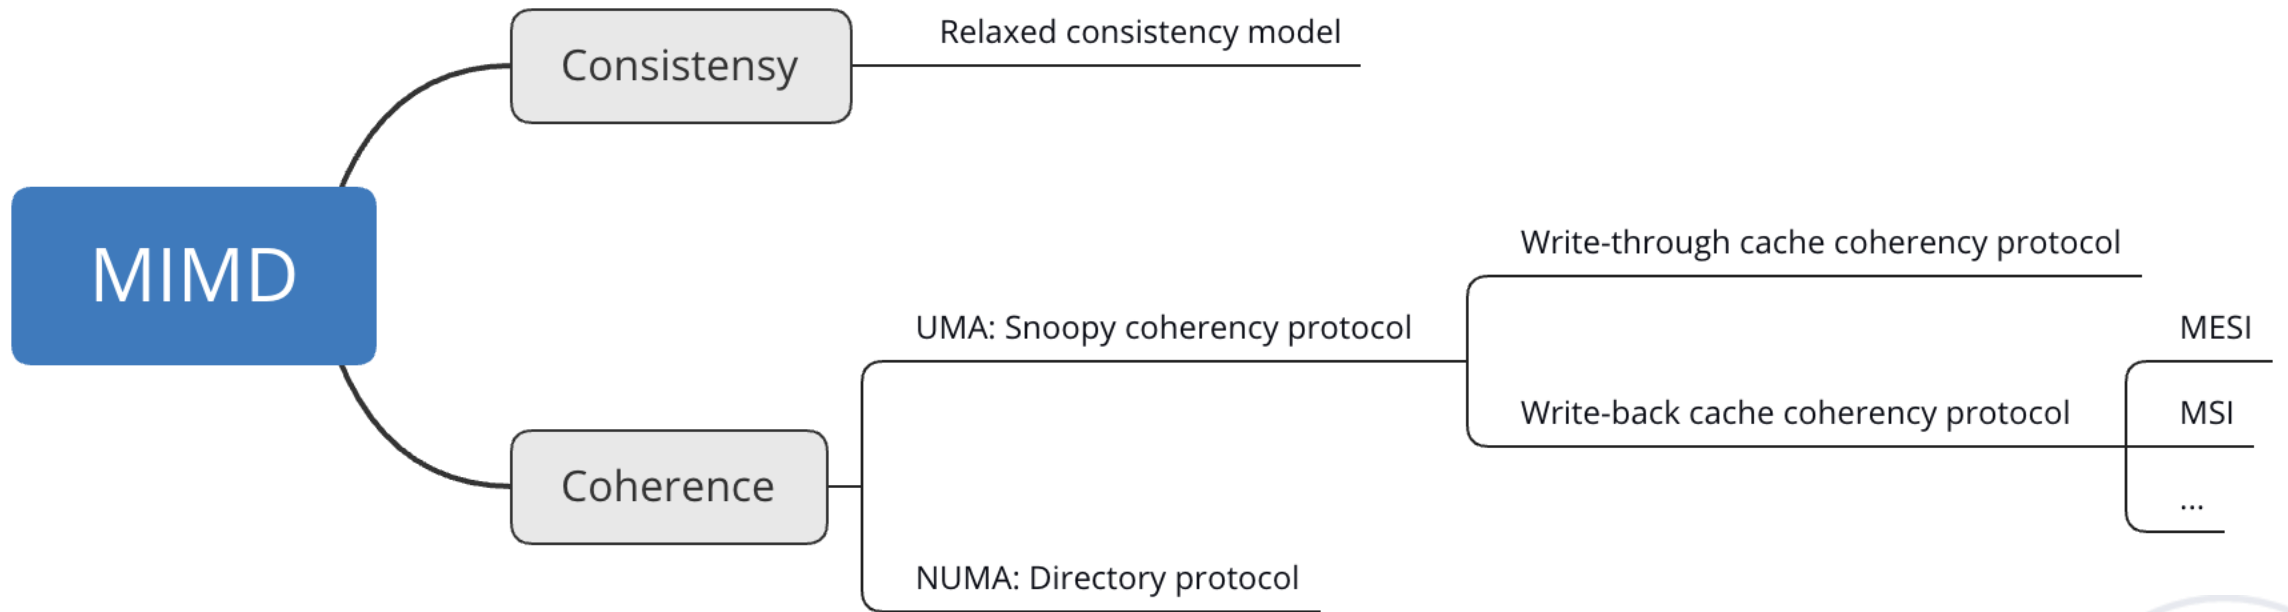 MIMD
Consistensy
Relaxed consistency model
Coherence
UMA: Snoopy coherency protocol
Write-through cache coherency protocol
Write-back cache coherency protocol
MESI
MSI
...
NUMA: Directory protocol